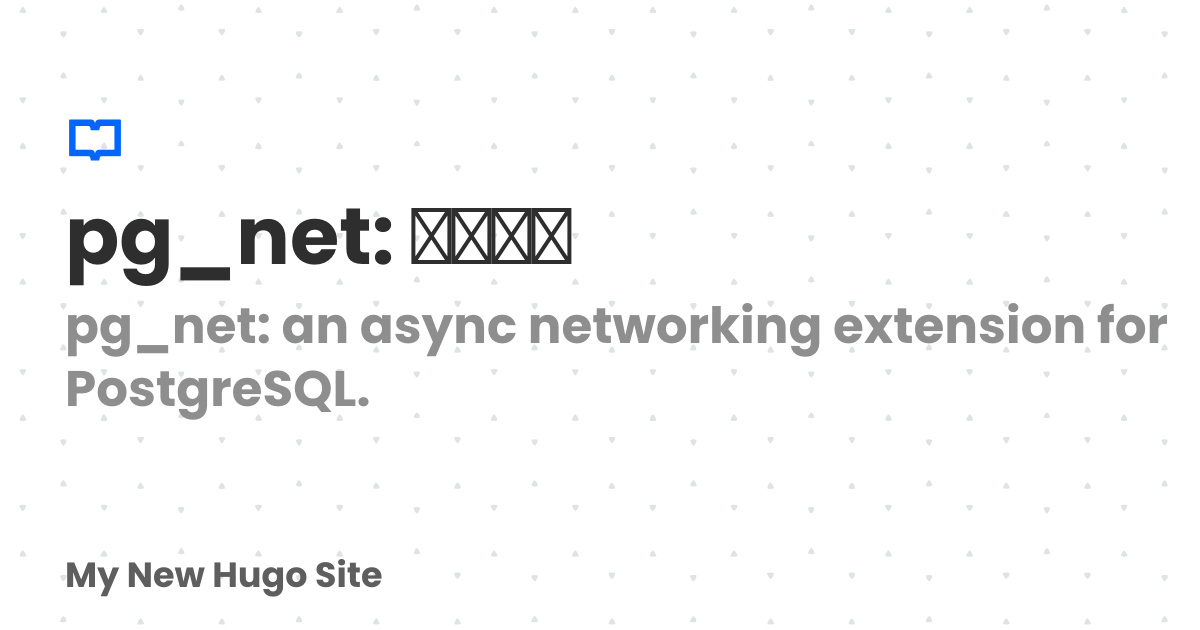 pg_net:
pg_net: an async networking extension for
PostgreSQL.
My New Hugo Site